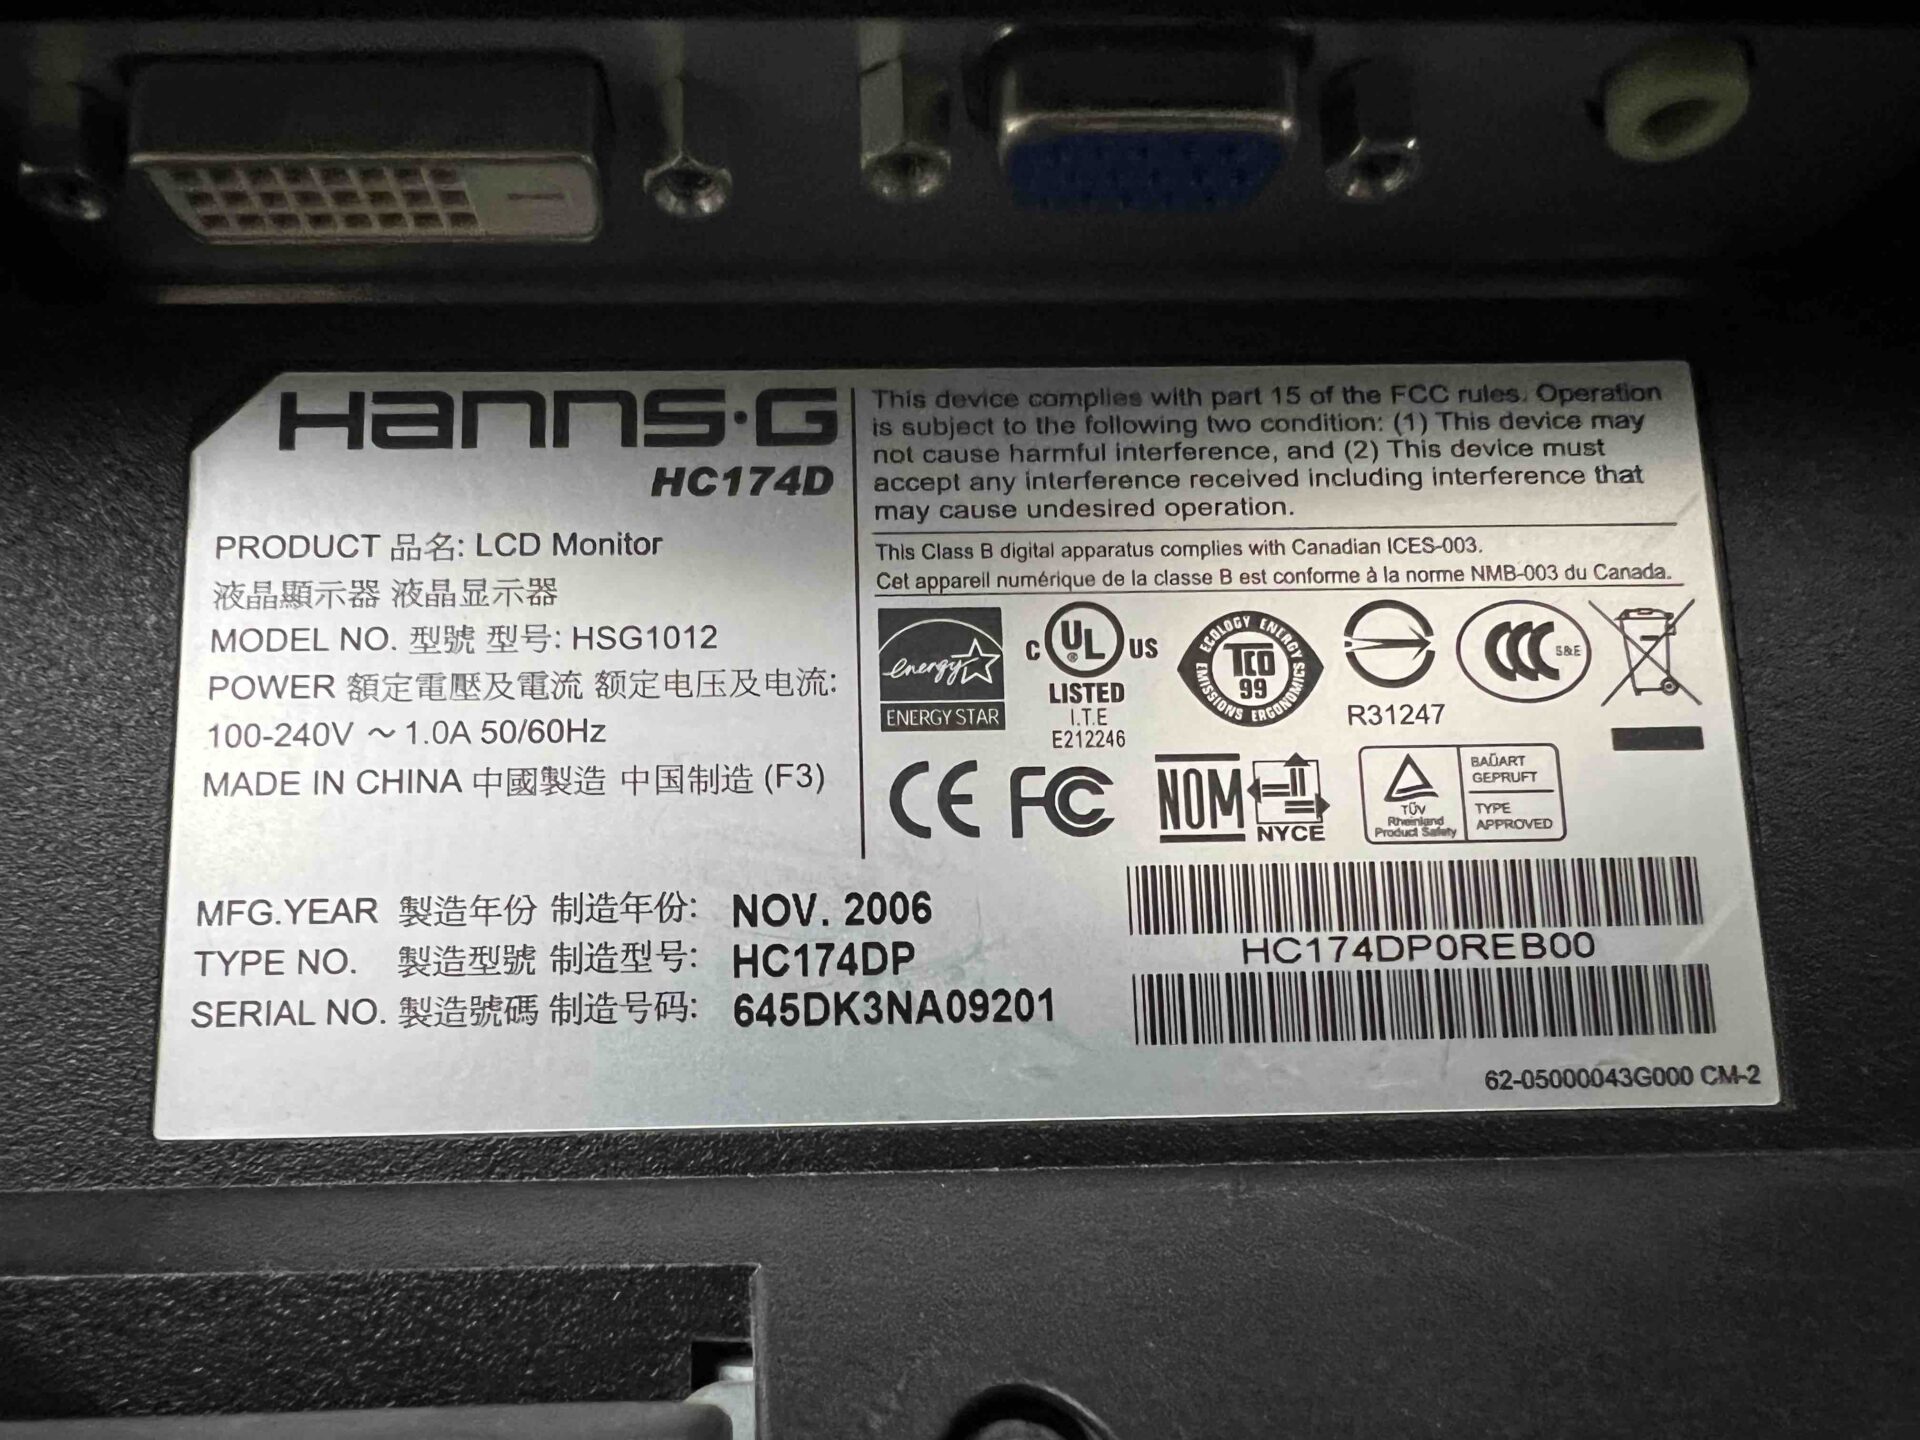 Hanns·G
HC174D
PRODUCT 品名: LCD Monitor
液晶顯示器 液晶显示器
MODEL NO. 型號 型号: HSG1012
POWER 額定電壓及電流 额定电压及电流:
100-240V ～ 1.0A 50/60Hz
MADE IN CHINA 中國製造 中国制造 (F3)
This device complies with part 15 of the FCC rules. Operation
is subject to the following two condition: (1) This device may
not cause harmful interference, and (2) This device must
accept any interference received including interference that
may cause undesired operation.
This Class B digital apparatus complies with Canadian ICES-003.
Cet appareil numérique de la classe B est conforme à la norme NMB-003 du Canada.
energy
ENERGY STAR
C UL ® US
LISTED
I.T.E
E212246
ECOLOGY ENERGY
TCO
99
EMISSIONS ERGONOMICS
R31247
CCC S&E
CE FC
NOM
NYCE
TÜV
Rheinland
Product Safety
BAÜART
GEPRUFT
TYPE
APPROVED
MFG.YEAR 製造年份 制造年份: NOV. 2006
TYPE NO. 製造型號 制造型号: HC174DP
SERIAL NO. 製造號碼 制造号码: 645DK3NA09201
HC174DP0REB00
62-05000043G000 CM-2